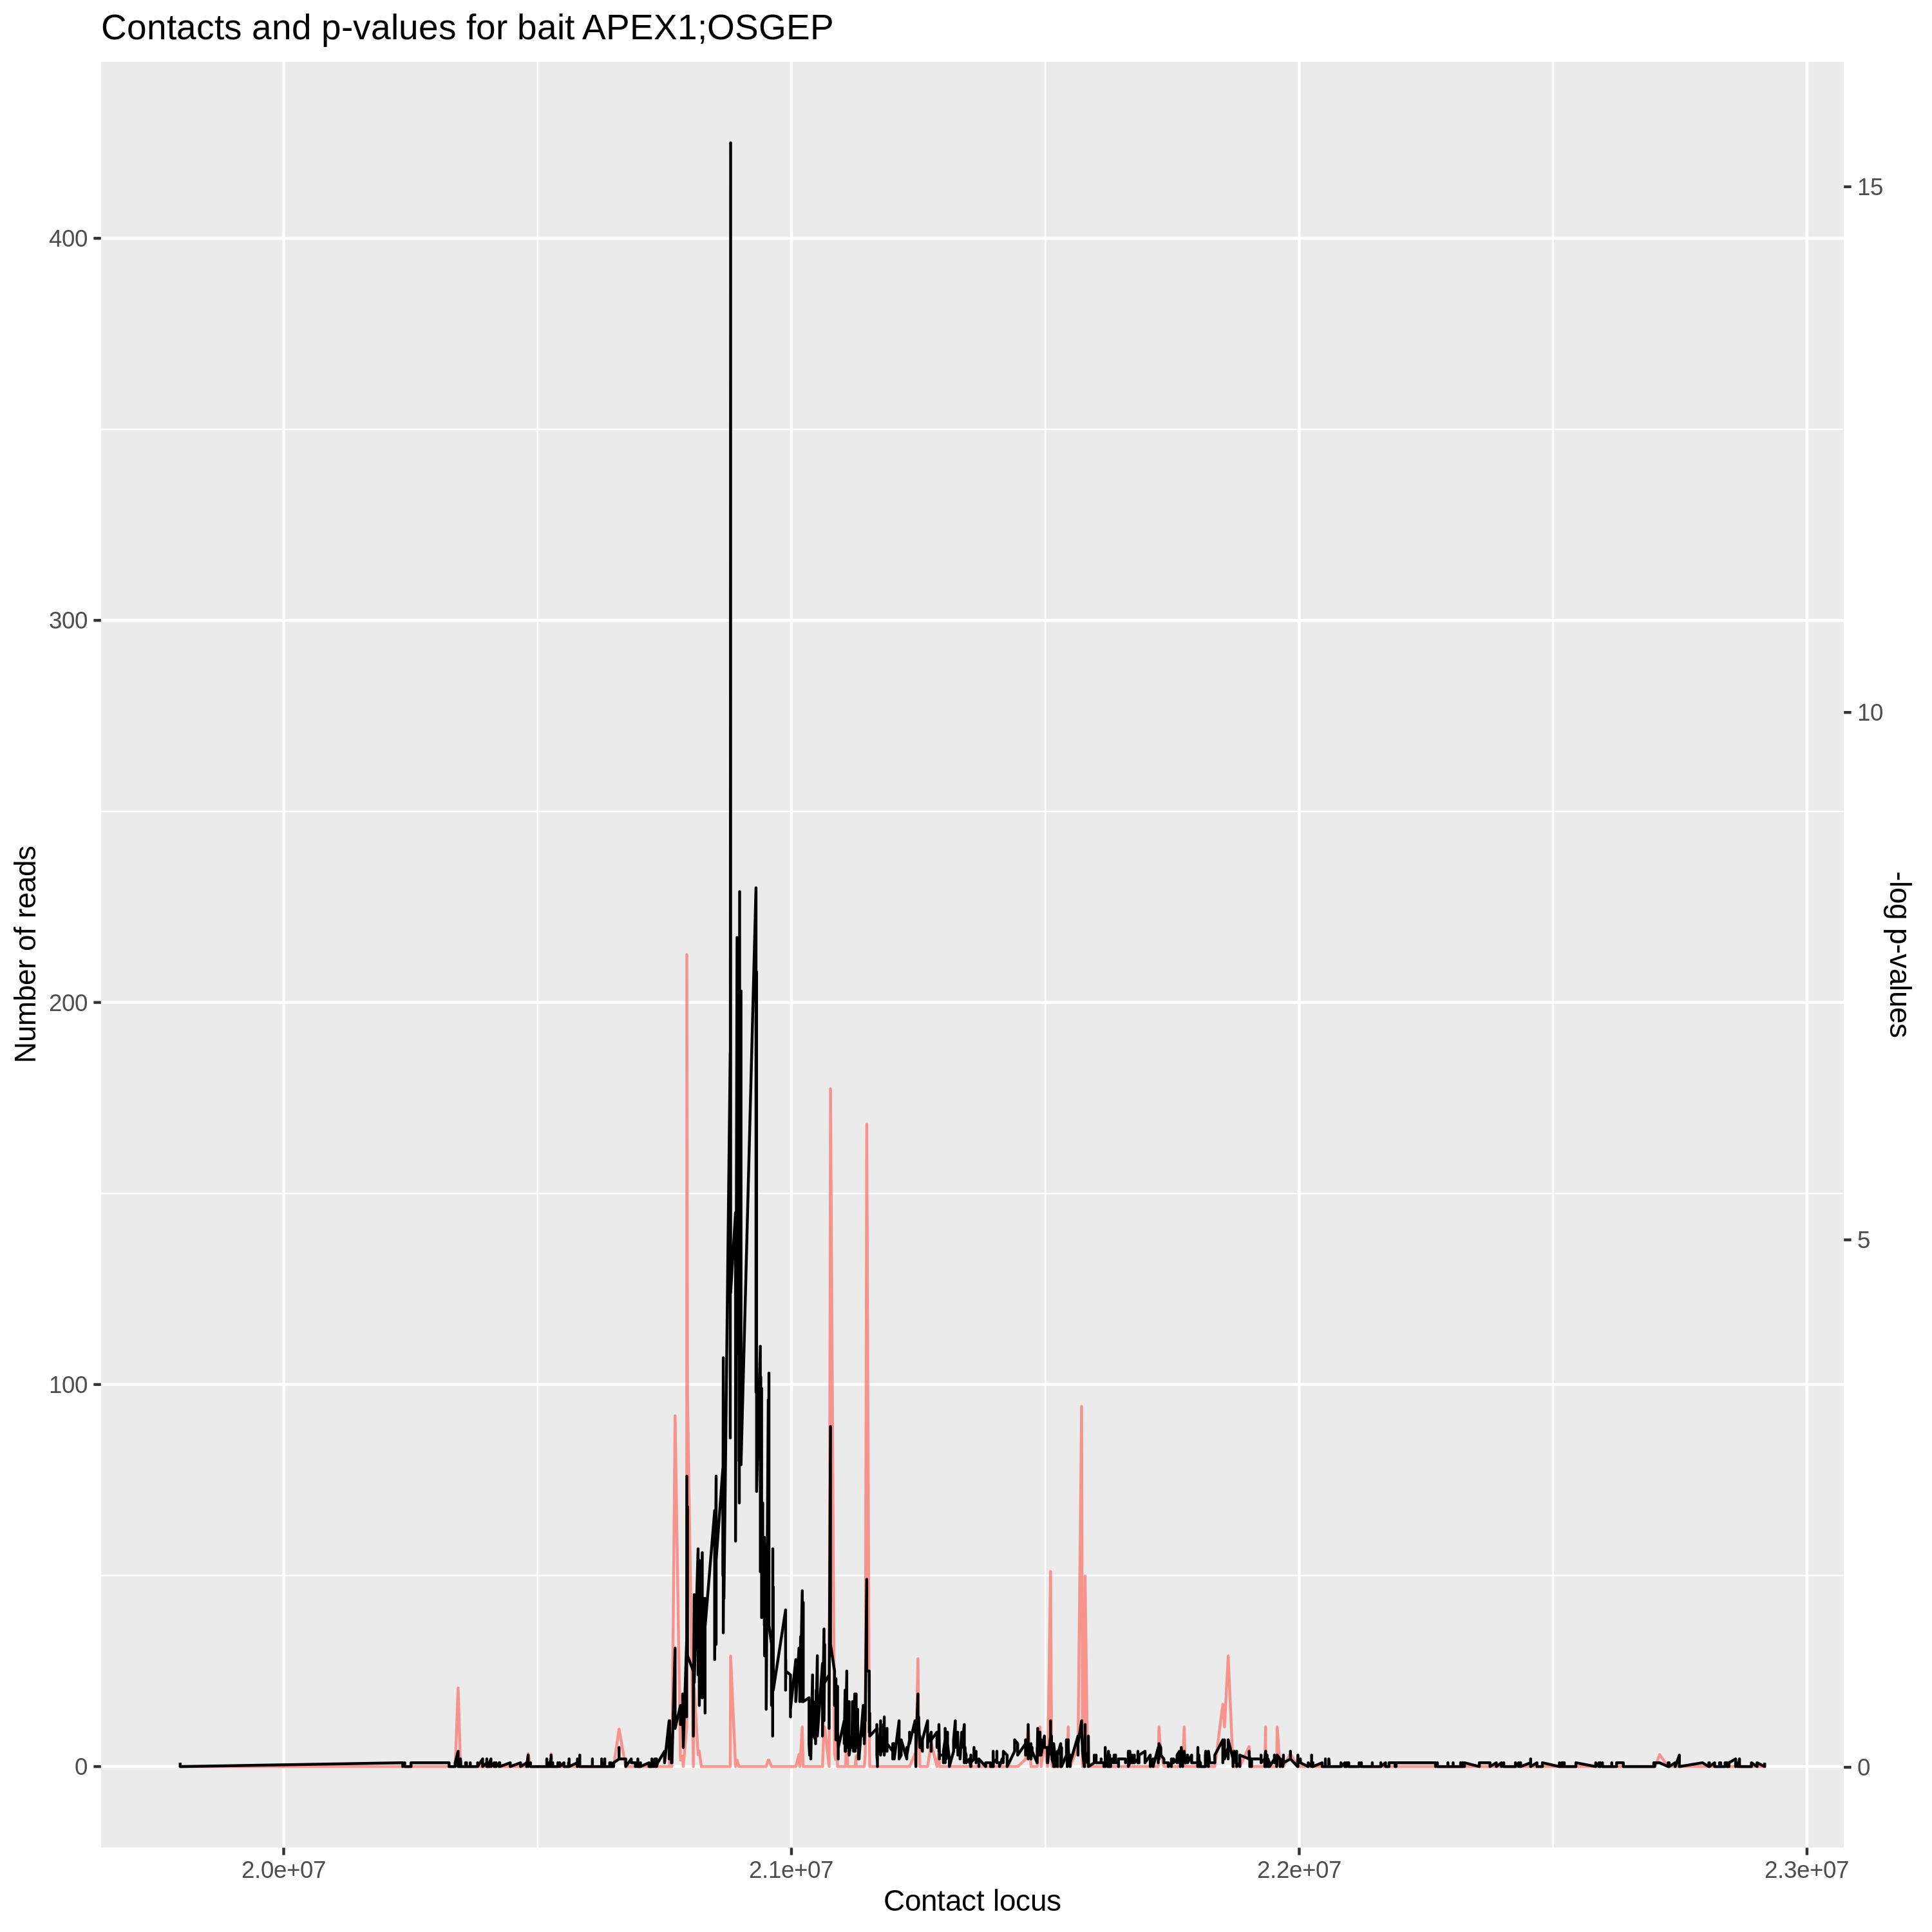 Contacts and p-values for bait APEX1;OSGEP
400
300
200
100
0
Number of reads
15
10
5
0
-log p-values
2.0e+07
2.1e+07
2.2e+07
2.3e+07
Contact locus